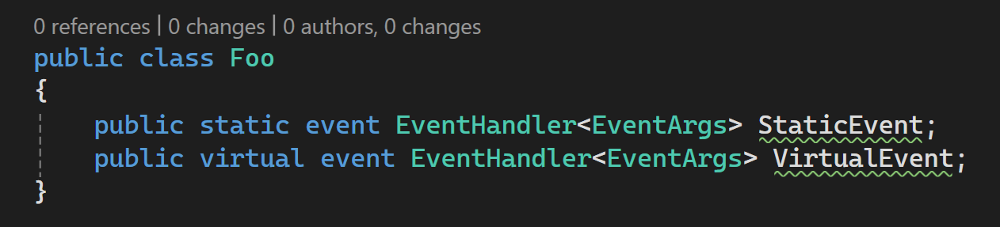 0 references | 0 changes | 0 authors, 0 changes
public class Foo
{
    public static event EventHandler<EventArgs> StaticEvent;
    public virtual event EventHandler<EventArgs> VirtualEvent;
}